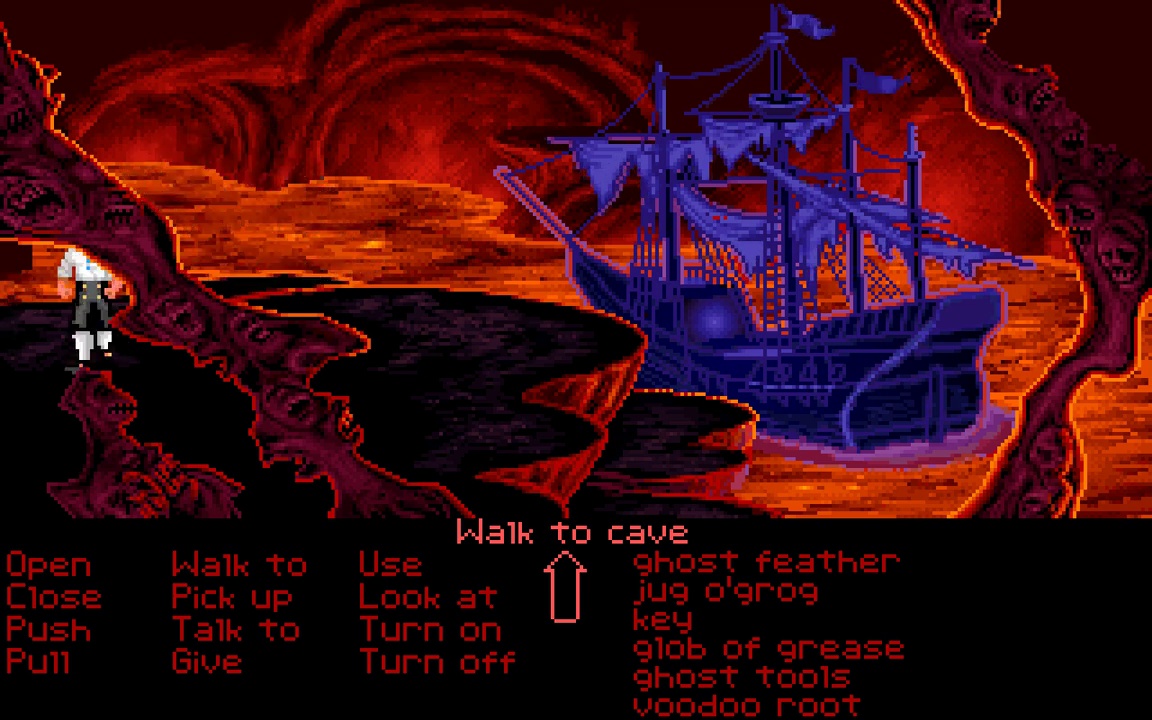 Walk to cave
Open Walk to Use
Close Pick up Look at
Push Talk to Turn on
Pull Give Turn off
ghost feather
jug o'grog
key
glob of grease
ghost tools
voodoo root